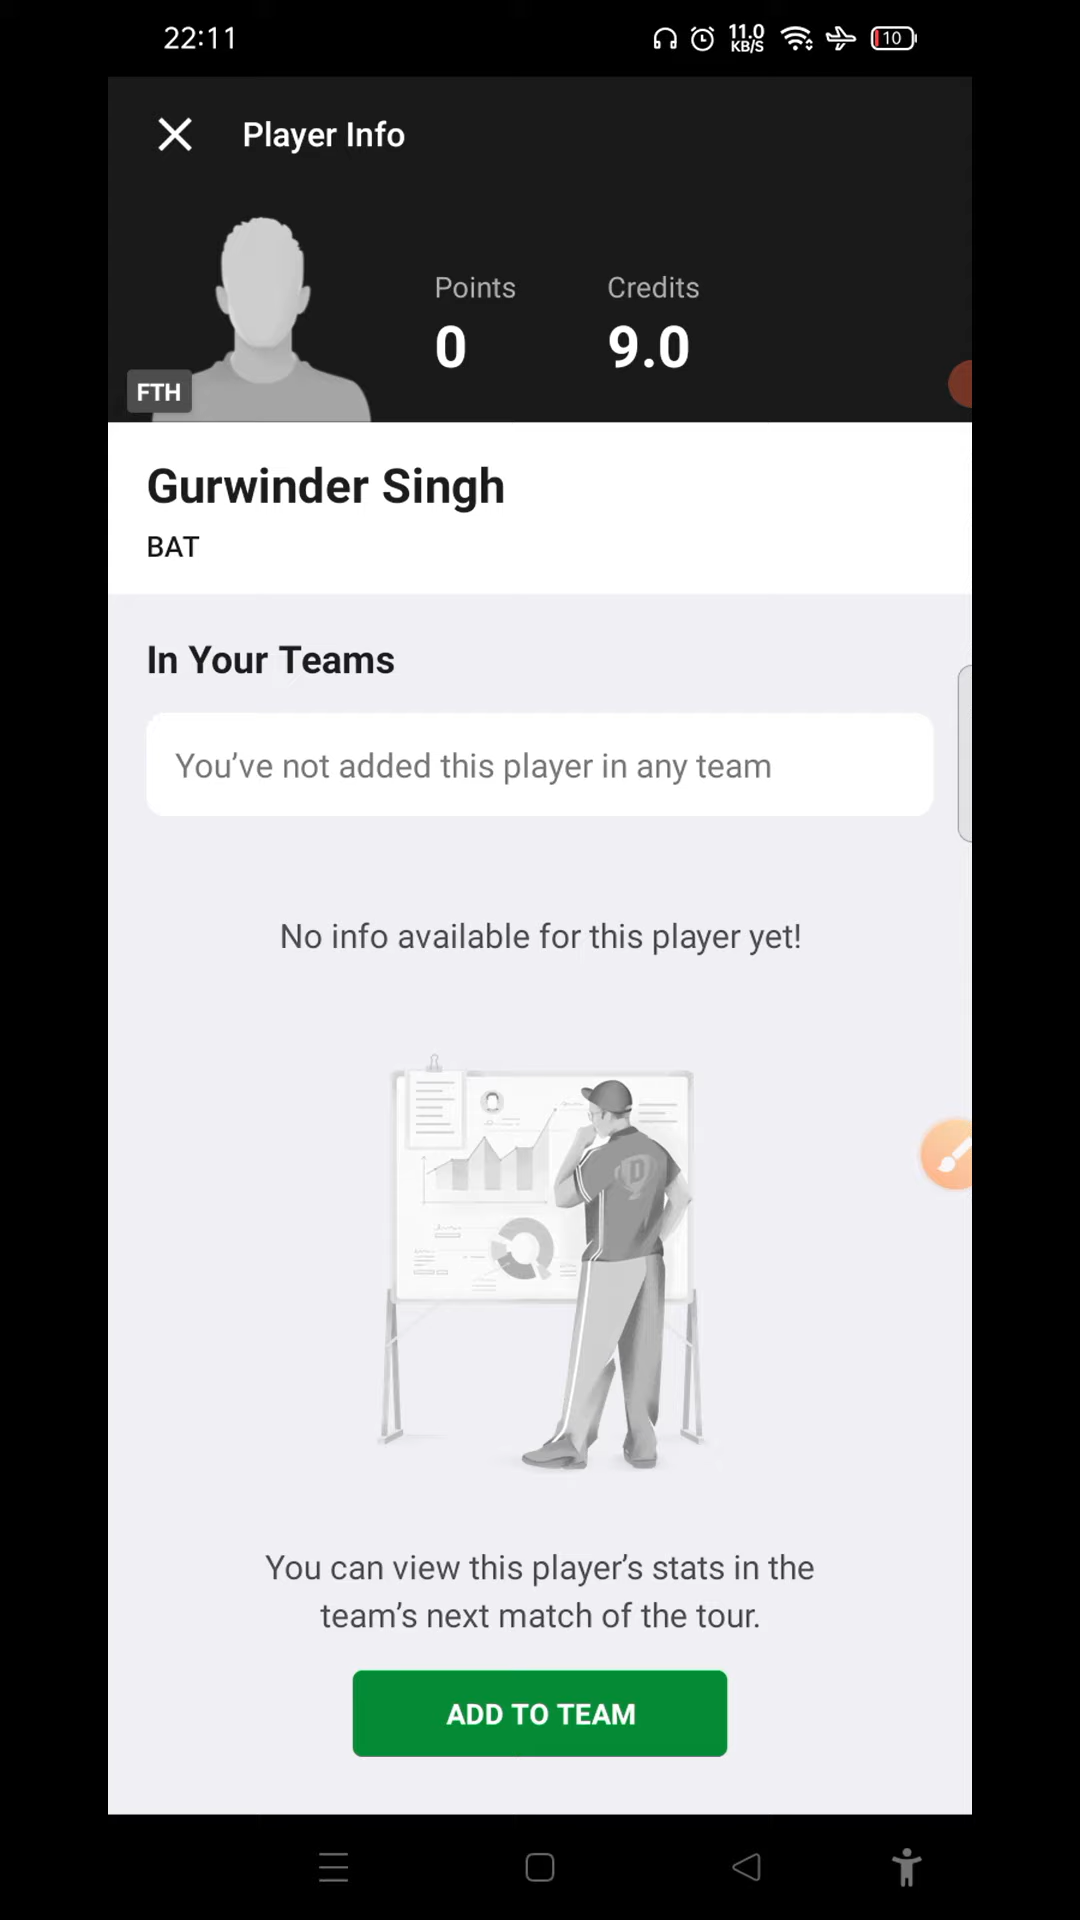 22:11
11.0
KB/S
10
Player Info
Points
Credits
0
9.0
FTH
Gurwinder Singh
BAT
In Your Teams
You’ve not added this player in any team
No info available for this player yet!
D
You can view this player’s stats in the
team’s next match of the tour.
ADD TO TEAM